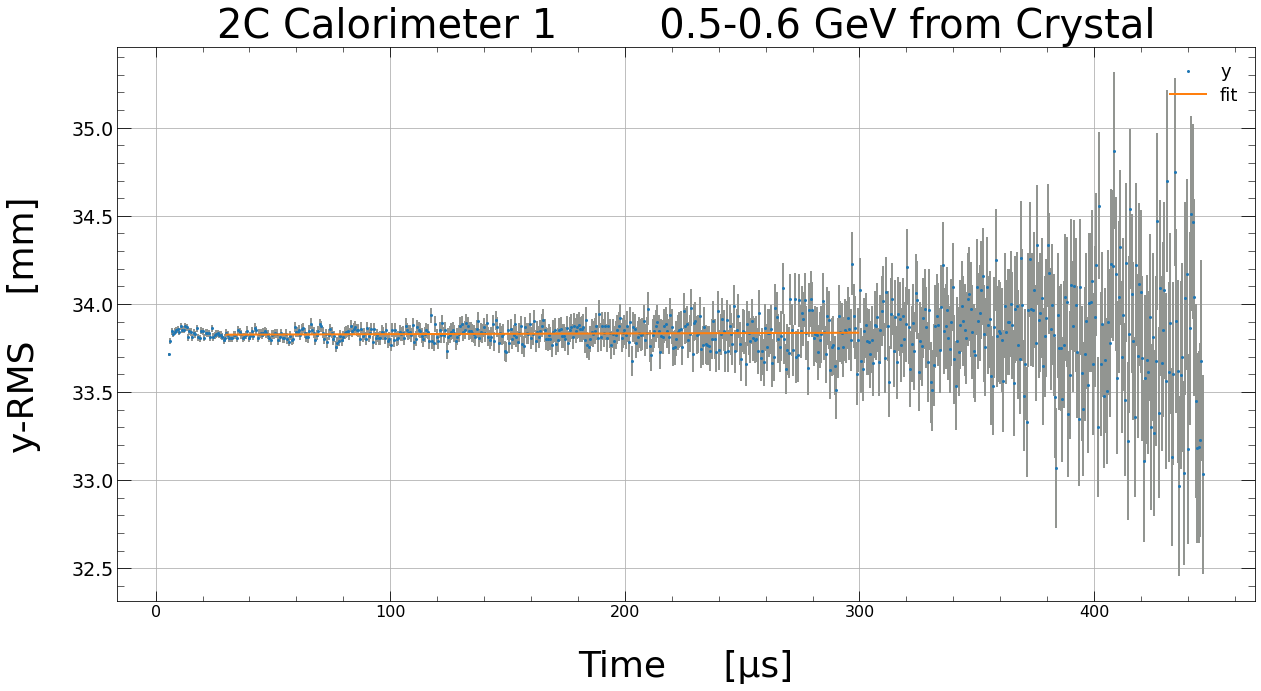 2C Calorimeter 1 0.5-0.6 GeV from Crystal
y
fit
y-RMS [mm]
35.0
34.5
34.0
33.5
33.0
32.5
0 100 200 300 400
Time [μs]